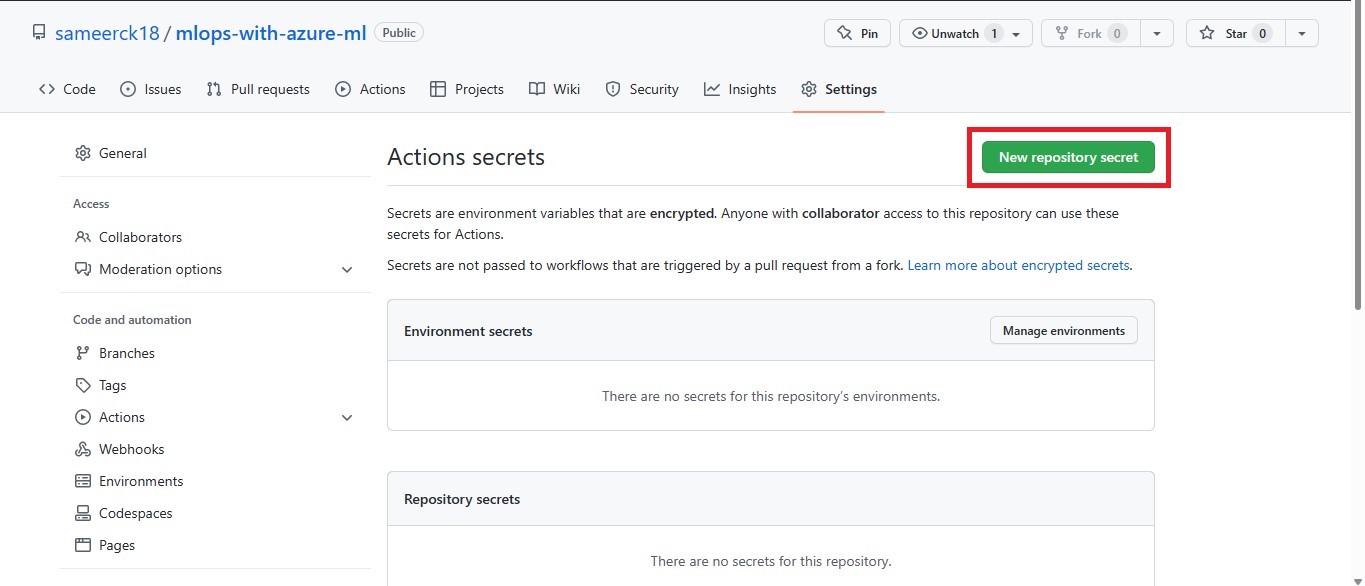 sameerck18 / mlops-with-azure-ml Public Pin Unwatch 1 Fork 0 Star 0
Code Issues Pull requests Actions Projects Wiki Security Insights Settings
General
Access
Collaborators
Moderation options
Code and automation
Branches
Tags
Actions
Webhooks
Environments
Codespaces
Pages
Actions secrets
New repository secret
Secrets are environment variables that are encrypted. Anyone with collaborator access to this repository can use these
secrets for Actions.
Secrets are not passed to workflows that are triggered by a pull request from a fork. Learn more about encrypted secrets.
Environment secrets
Manage environments
There are no secrets for this repository's environments.
Repository secrets
There are no secrets for this repository.